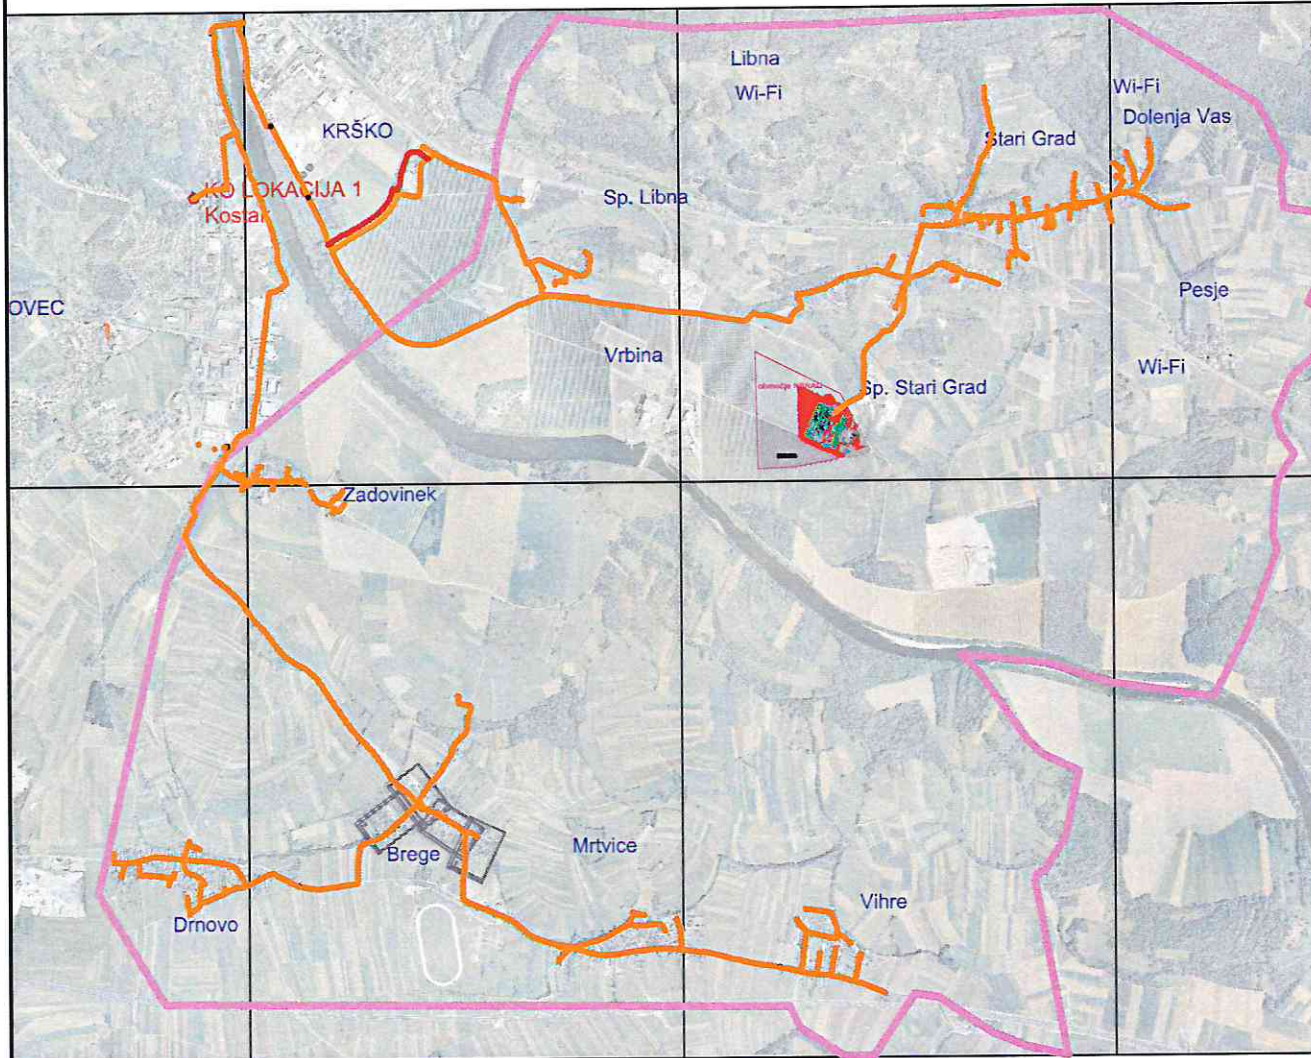 Libna
Wi-Fi
Wi-Fi
Dolenja Vas
KRŠKO
Stari Grad
KO LOKACIJA 1
Kostak
Sp. Libna
Pesje
OVEC
Vrbina
Wi-Fi
Sp. Stari Grad
območje
Zadovinek
Mrtvice
Brege
Vihre
Drnovo